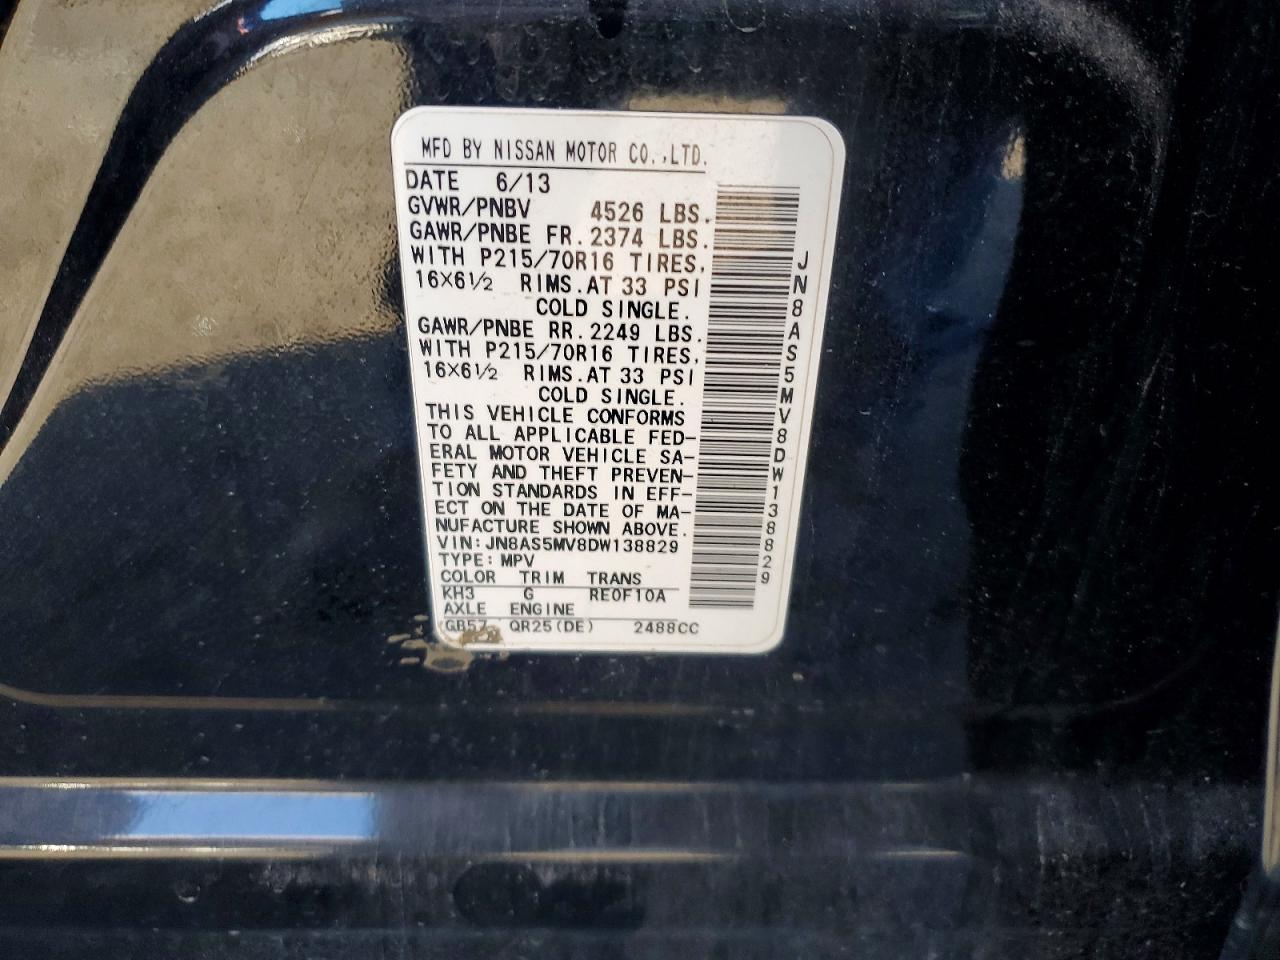 MFD BY NISSAN MOTOR CO.,LTD.
DATE 6/13
GVWR/PNBV 4526 LBS.
GAWR/PNBE FR.2374 LBS.
WITH P215/70R16 TIRES,
16×6½ RIMS.AT 33 PSI
COLD SINGLE.
GAWR/PNBE RR.2249 LBS.
WITH P215/70R16 TIRES,
16×6½ RIMS.AT 33 PSI
COLD SINGLE.
THIS VEHICLE CONFORMS
TO ALL APPLICABLE FED-
ERAL MOTOR VEHICLE SA-
FETY AND THEFT PREVEN-
TION STANDARDS IN EFF-
ECT ON THE DATE OF MA-
NUFACTURE SHOWN ABOVE.
VIN:JN8AS5MV8DW138829
TYPE:MPV
COLOR TRIM TRANS
KH3 G RE0F10A
AXLE ENGINE
GB57 QR25(DE) 2488CC
JN8AS5MV8DW138829